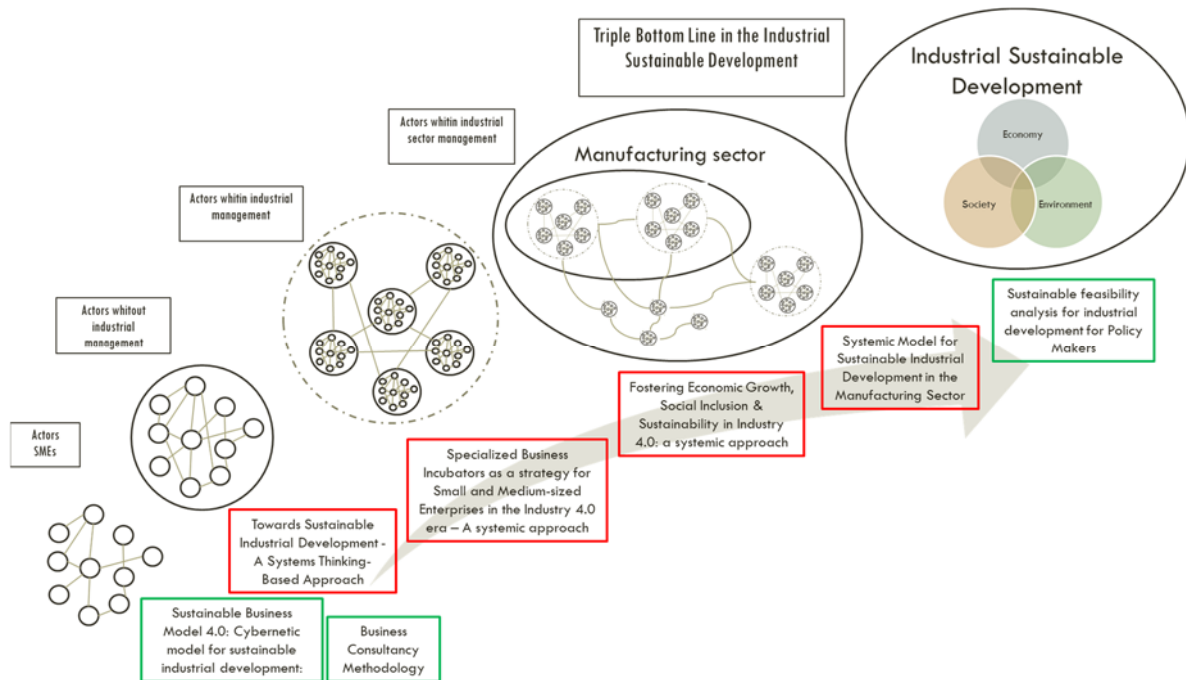 Triple Bottom Line in the Industrial
Sustainable Development
Industrial Sustainable
Development
Economy
Society
Environment
Actors whitin industrial
sector management
Manufacturing sector
Actors whitin industrial
management
Actors whitout
industrial
management
Actors
SMEs
Sustainable feasibility
analysis for industrial
development for Policy
Makers
Systemic Model for
Sustainable Industrial
Development in the
Manufacturing Sector
Fostering Economic Growth,
Social Inclusion &
Sustainability in Industry
4.0: a systemic approach
Specialized Business
Incubators as a strategy for
Small and Medium-sized
Enterprises in the Industry 4.0
era – A systemic approach
Towards Sustainable
Industrial Development -
A Systems Thinking-
Based Approach
Sustainable Business
Model 4.0: Cybernetic
model for sustainable
industrial development:
Business
Consultancy
Methodology